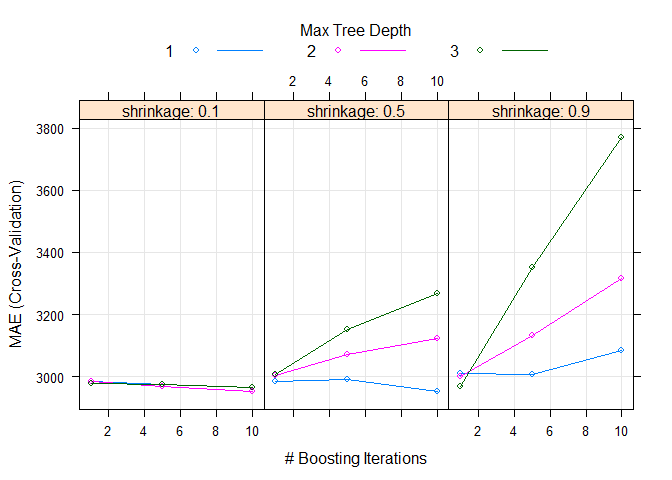 Max Tree Depth
1 2 3
2 4 6 8 10
shrinkage: 0.1 shrinkage: 0.5 shrinkage: 0.9
3800
3600
3400
3200
3000
MAE (Cross-Validation)
2 4 6 8 10 2 4 6 8 10
# Boosting Iterations